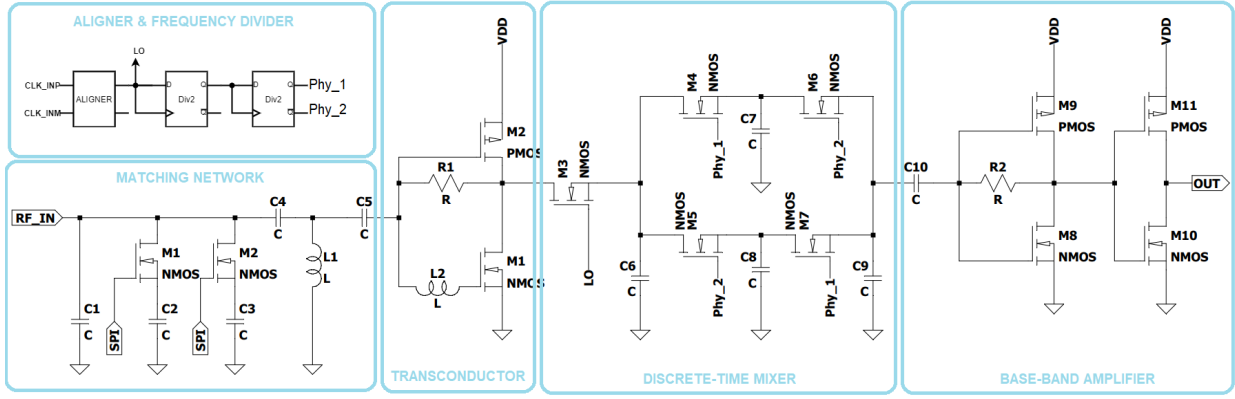 ALIGNER & FREQUENCY DIVIDER
LO
CLK_INP
CLK_INM
ALIGNER
D
Q
Div2
Q
D
Q
Div2
Q
Phy_1
Phy_2
MATCHING NETWORK
RF_IN
C1
C
SPI
M1
NMOS
C2
C
SPI
M2
NMOS
C3
C
C4
C
L1
L
C5
C
TRANSCONDUCTOR
VDD
M2
PMOS
R1
R
M1
NMOS
L2
L
DISCRETE-TIME MIXER
M3
NMOS
LO
M4
NMOS
Phy_1
C7
C
M6
NMOS
Phy_2
C6
C
NMOS
M5
Phy_2
C8
C
NMOS
M7
Phy_1
C9
C
BASE-BAND AMPLIFIER
C10
C
VDD
M9
PMOS
R2
R
M8
NMOS
VDD
M11
PMOS
M10
NMOS
OUT